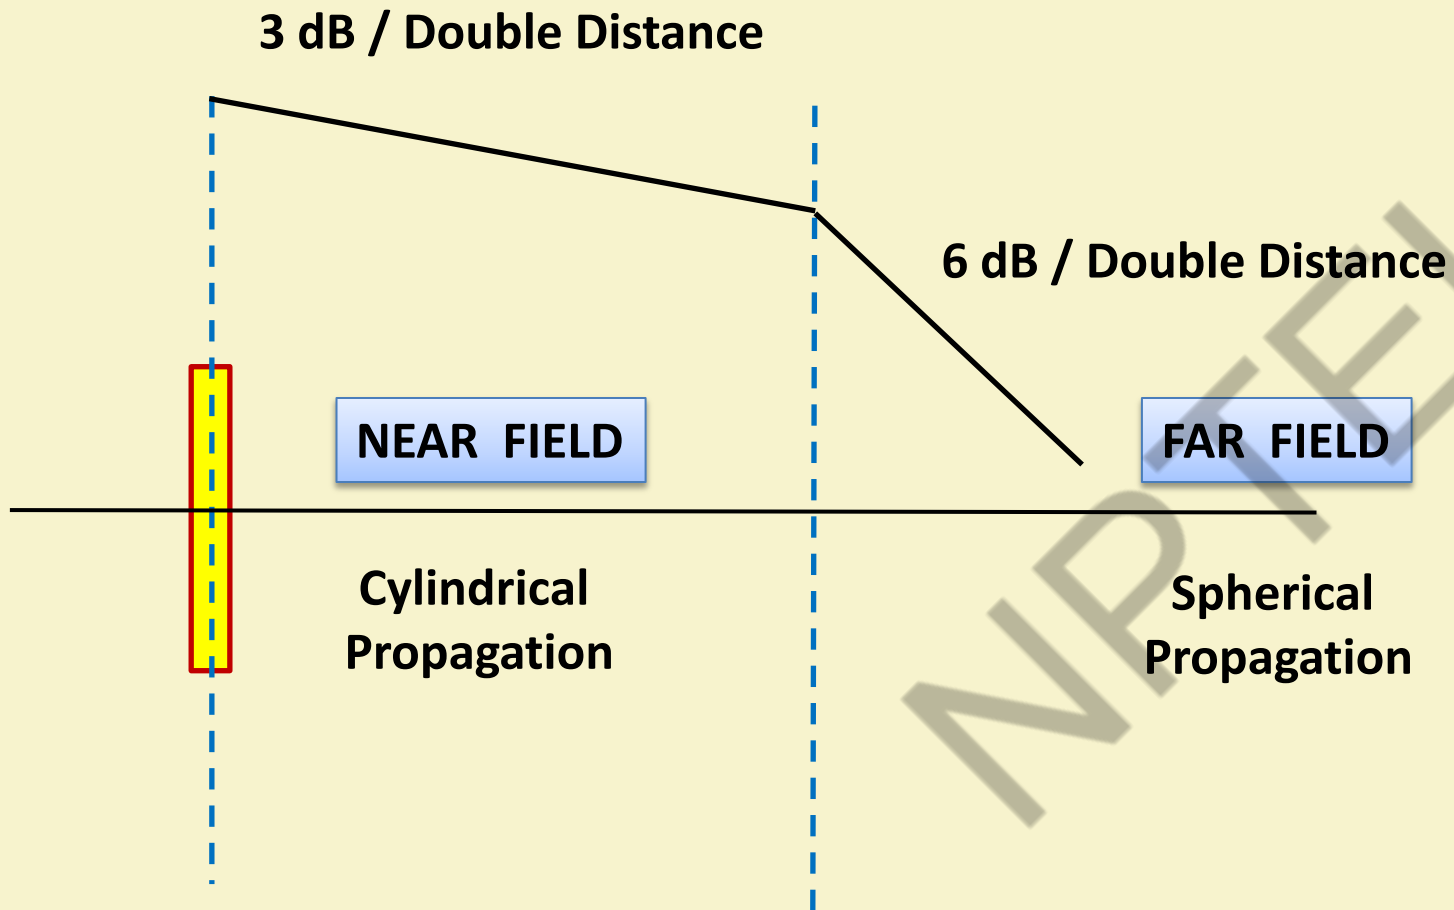 3 dB / Double Distance
6 dB / Double Distance
NEAR FIELD
FAR FIELD
Cylindrical
Propagation
Spherical
Propagation
NPTEL